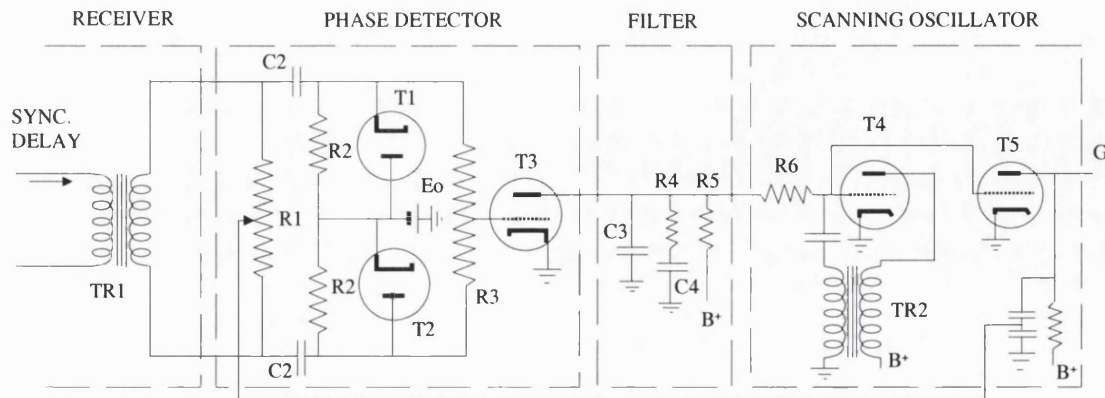 RECEIVER
PHASE DETECTOR
FILTER
SCANNING OSCILLATOR
SYNC.
DELAY
TR1
R1
C2
R2
T1
Eo
R2
T2
C2
R3
T3
C3
R4
C4
R5
B+
R6
T4
T5
G
TR2
B+
B+